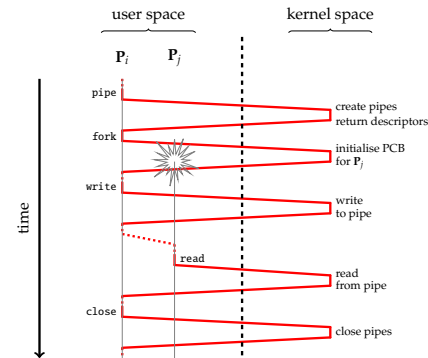 user space kernel space
P_i P_j
pipe
create pipes
return descriptors
fork
initialise PCB
for P_j
write
write
to pipe
time
read
read
from pipe
close
close pipes